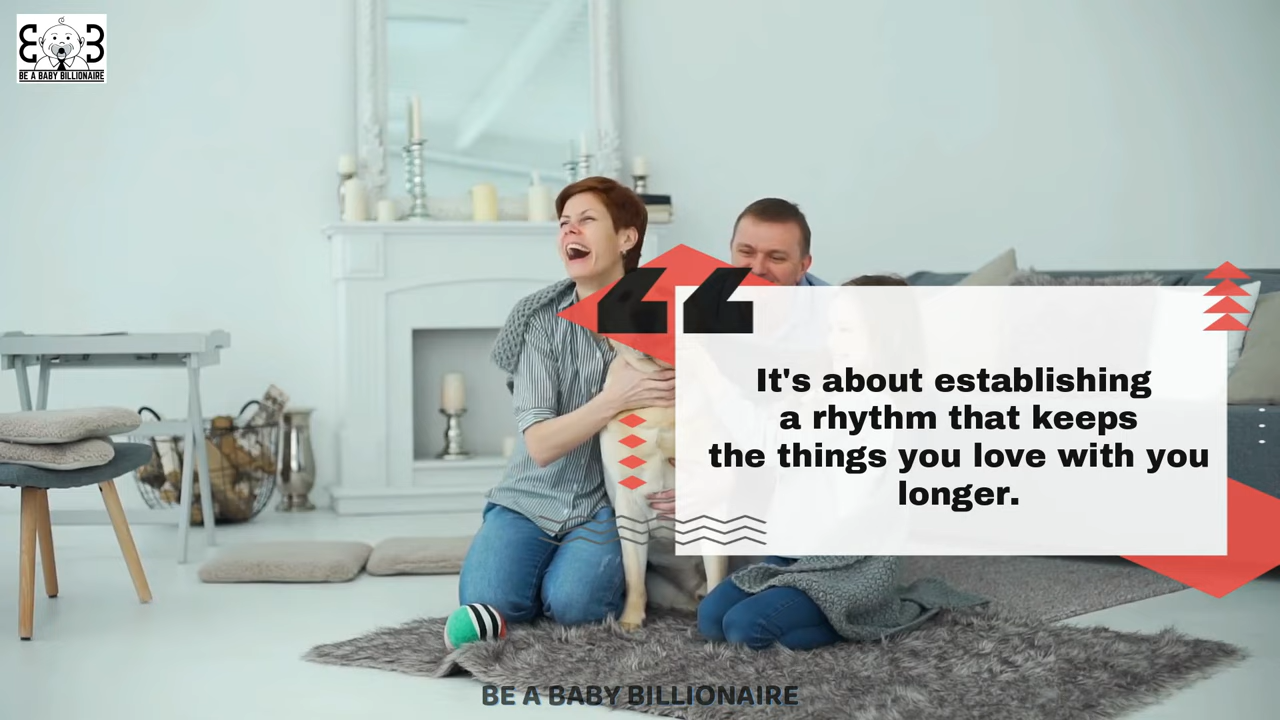 BE A BABY BILLIONAIRE
It's about establishing
a rhythm that keeps
the things you love with you
longer.
BE A BABY BILLIONAIRE